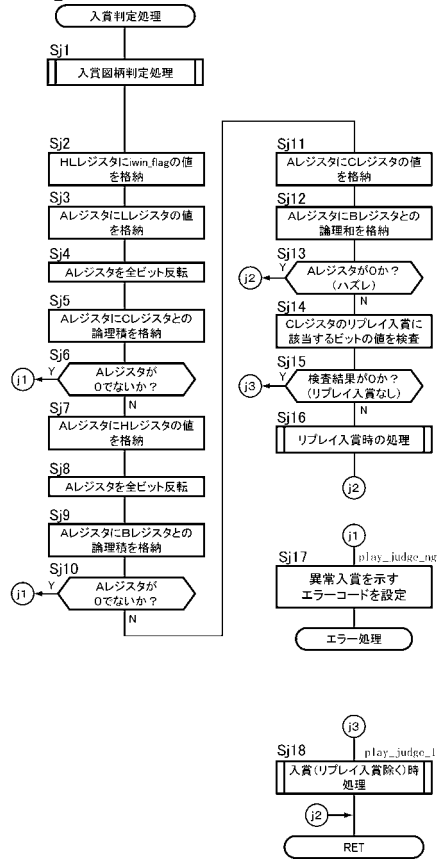 入賞判定処理
Sj1
入賞図柄判定処理
Sj2
HLレジスタにiwin_flagの値
を格納
Sj3
AレジスタにLレジスタの値
を格納
Sj4
Aレジスタを全ビット反転
Sj5
AレジスタにCレジスタとの
論理積を格納
Sj6
Aレジスタが
0でないか？
Y
j1
N
Sj7
AレジスタにHレジスタの値
を格納
Sj8
Aレジスタを全ビット反転
Sj9
AレジスタにBレジスタとの
論理積を格納
Sj10
Aレジスタが
0でないか？
Y
j1
N
Sj11
AレジスタにCレジスタの値
を格納
Sj12
AレジスタにBレジスタとの
論理和を格納
Sj13
Aレジスタが0か？
（ハズレ）
Y
j2
N
Sj14
Cレジスタのリプレイ入賞に
該当するビットの値を検査
Sj15
検査結果が0か？
（リプレイ入賞なし）
Y
j3
N
Sj16
リプレイ入賞時の処理
j2
j1
play_judge_ng
Sj17
異常入賞を示す
エラーコードを設定
エラー処理
j3
Sj18
play_judge_1
入賞（リプレイ入賞除く）時
処理
j2
RET